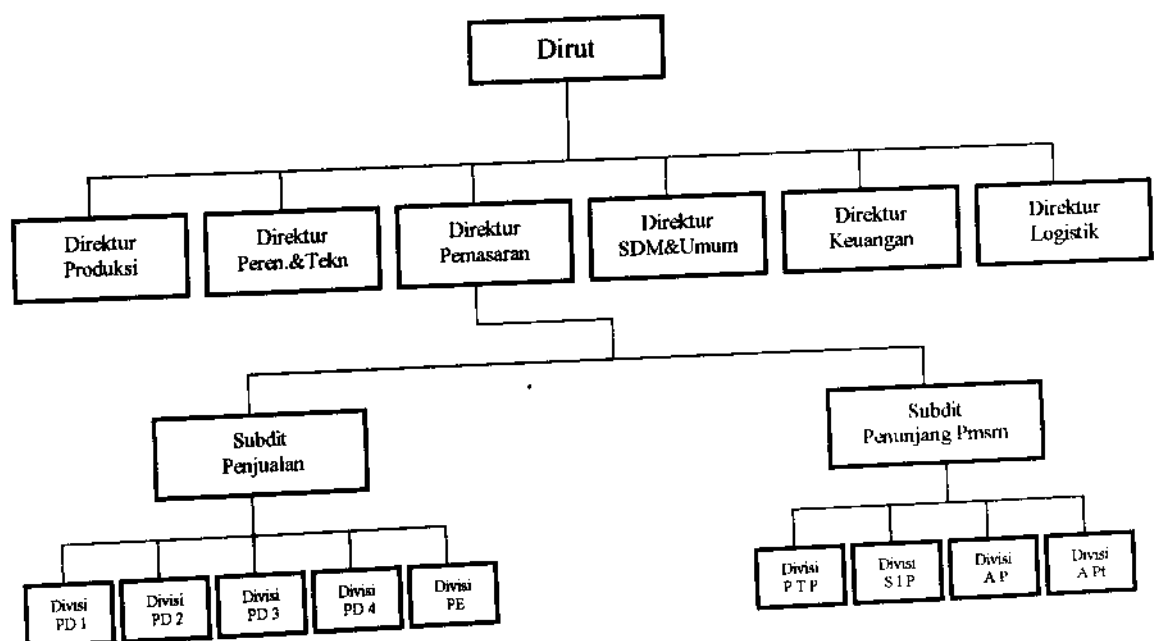 Dirut
Direktur
Produksi
Direktur
Peren.&Tekn
Direktur
Pemasaran
Direktur
SDM&Umum
Direktur
Keuangan
Direktur
Logistik
Subdit
Penjualan
Subdit
Penunjang Pmsrn
Divisi
PD 1
Divisi
PD 2
Divisi
PD 3
Divisi
PD 4
Divisi
PE
Divisi
P T P
Divisi
S I P
Divisi
A P
Divisi
A Pt